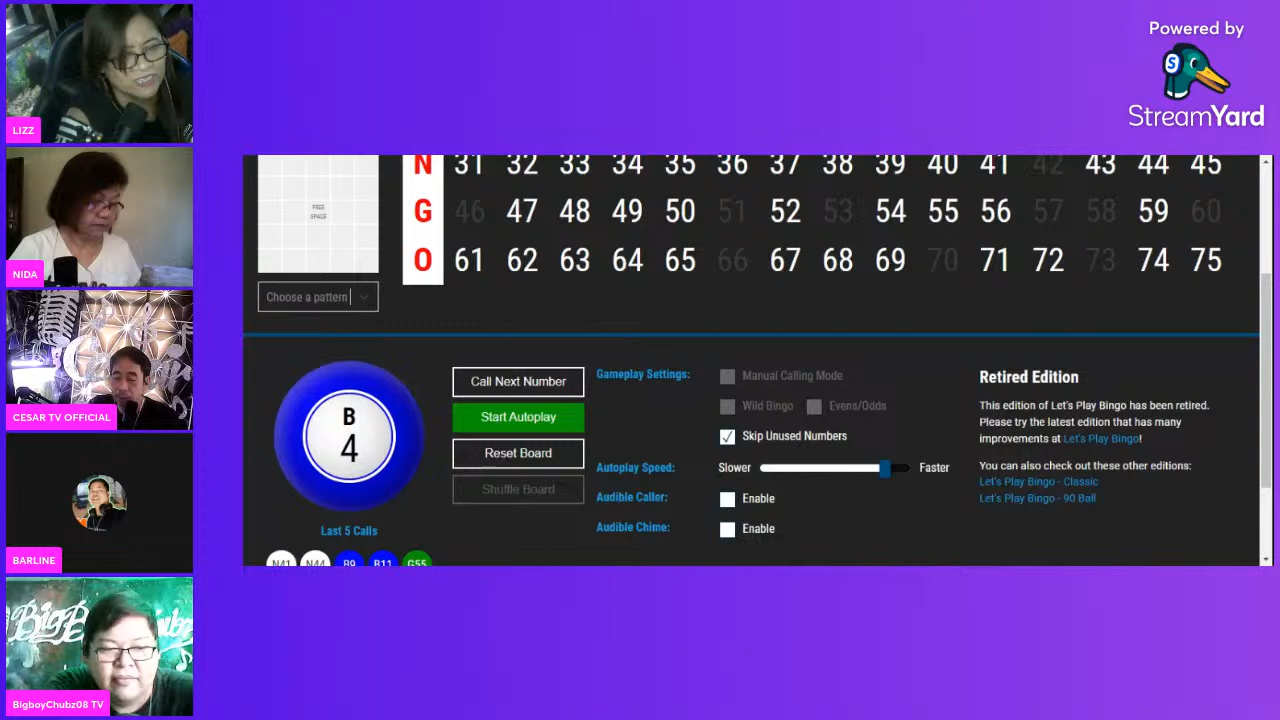 Powered by
StreamYard
LIZZ
NIDA
CESAR TV OFFICIAL
BARLINE
BigboyChubz08 TV
N 31 32 33 34 35 36 37 38 39 40 41 42 43 44 45
G 46 47 48 49 50 51 52 53 54 55 56 57 58 59 60
O 61 62 63 64 65 66 67 68 69 70 71 72 73 74 75
FREE
SPACE
Choose a pattern
B
4
Last 5 Calls
N41 N44 B9 B11 G55
Call Next Number
Start Autoplay
Reset Board
Shuffle Board
Gameplay Settings:
Manual Calling Mode
Wild Bingo Evens/Odds
Skip Unused Numbers
Autoplay Speed: Slower Faster
Audible Caller: Enable
Audible Chime: Enable
Retired Edition
This edition of Let's Play Bingo has been retired.
Please try the latest edition that has many
improvements at Let's Play Bingo!
You can also check out these other editions:
Let's Play Bingo - Classic
Let's Play Bingo - 90 Ball